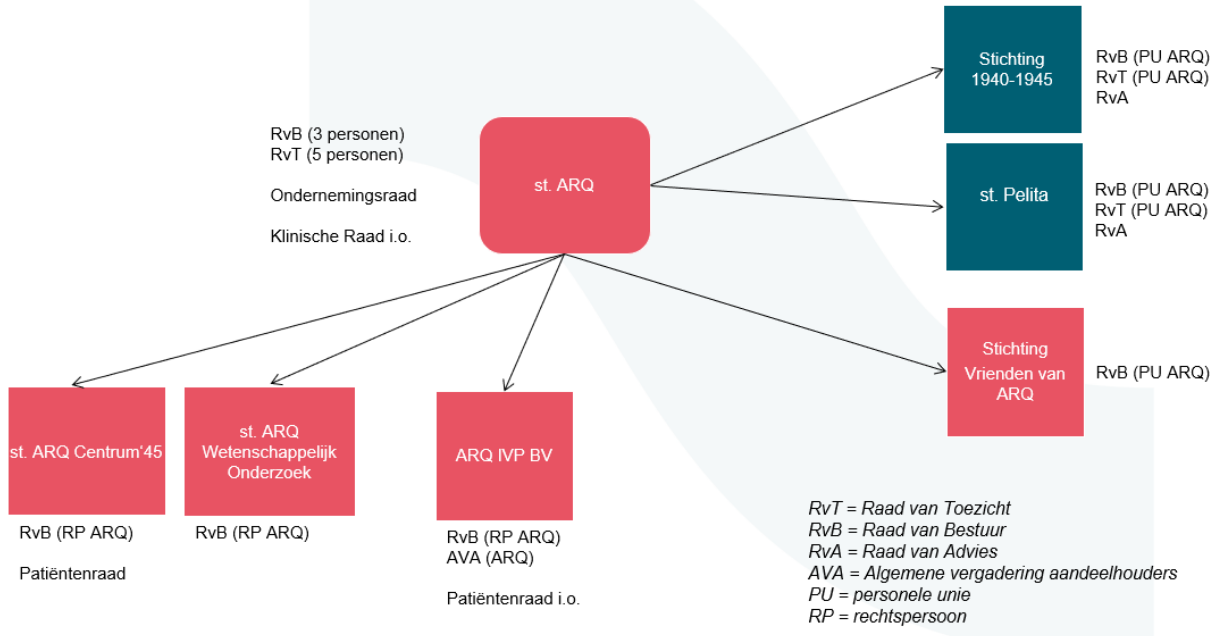 Stichting
1940-1945
RvB (PU ARQ)
RvT (PU ARQ)
RvA
RvB (3 personen)
RvT (5 personen)
Ondernemingsraad
Klinische Raad i.o.
st. ARQ
st. Pelita
RvB (PU ARQ)
RvT (PU ARQ)
RvA
Stichting
Vrienden van
ARQ
RvB (PU ARQ)
st. ARQ Centrum'45
RvB (RP ARQ)
Patiëntenraad
st. ARQ
Wetenschappelijk
Onderzoek
RvB (RP ARQ)
ARQ IVP BV
RvB (RP ARQ)
AVA (ARQ)
Patiëntenraad i.o.
RvT = Raad van Toezicht
RvB = Raad van Bestuur
RvA = Raad van Advies
AVA = Algemene vergadering aandeelhouders
PU = personele unie
RP = rechtspersoon